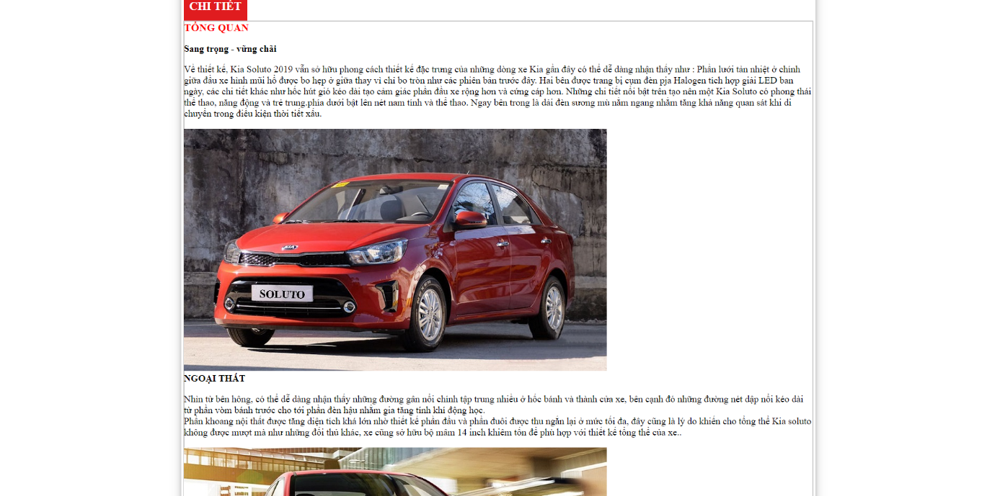 CHI TIẾT
TỔNG QUAN
Sang trọng - vững chãi
Về thiết kế, Kia Soluto 2019 vẫn sở hữu phong cách thiết kế đặc trưng của những dòng xe Kia gần đây có thể dễ dàng nhận thấy như : Phần lưới tản nhiệt ở chính
giữa đầu xe hình mũi hổ được bo hẹp ở giữa thay vì chỉ bo tròn như các phiên bản trước đây. Hai bên được trang bị cụm đèn pja Halogen tích hợp giải LED ban
ngày, các chi tiết khác như hốc hút gió kéo dài tạo cảm giác phần đầu xe rộng hơn và cứng cáp hơn. Những chi tiết nổi bật trên tạo nên một Kia Soluto có phong thái
thể thao, năng động và trẻ trung.phía dưới bật lên nét nam tính và thể thao. Ngay bên trong là dải đèn sương mù nằm ngang nhằm tăng khả năng quan sát khi di
chuyển trong điều kiện thời tiết xấu.
KIA
SOLUTO
NGOẠI THẤT
Nhìn từ bên hông, có thể dễ dàng nhận thấy những đường gân nổi chính tập trung nhiều ở hốc bánh và thành cửa xe, bên cạnh đó những đường nét dập nổi kéo dài
từ phần vòm bánh trước cho tới phần đèn hậu nhằm gia tăng tính khí động học.
Phần khoang nội thất được tăng diện tích khá lớn nhờ thiết kế phần đầu và phần đuôi được thu ngắn lại ở mức tối đa, đây cũng là lý do khiến cho tổng thể Kia soluto
không được mượt mà như những đối thủ khác, xe cũng sở hữu bộ mâm 14 inch khiêm tốn để phù hợp với thiết kế tổng thể của xe..